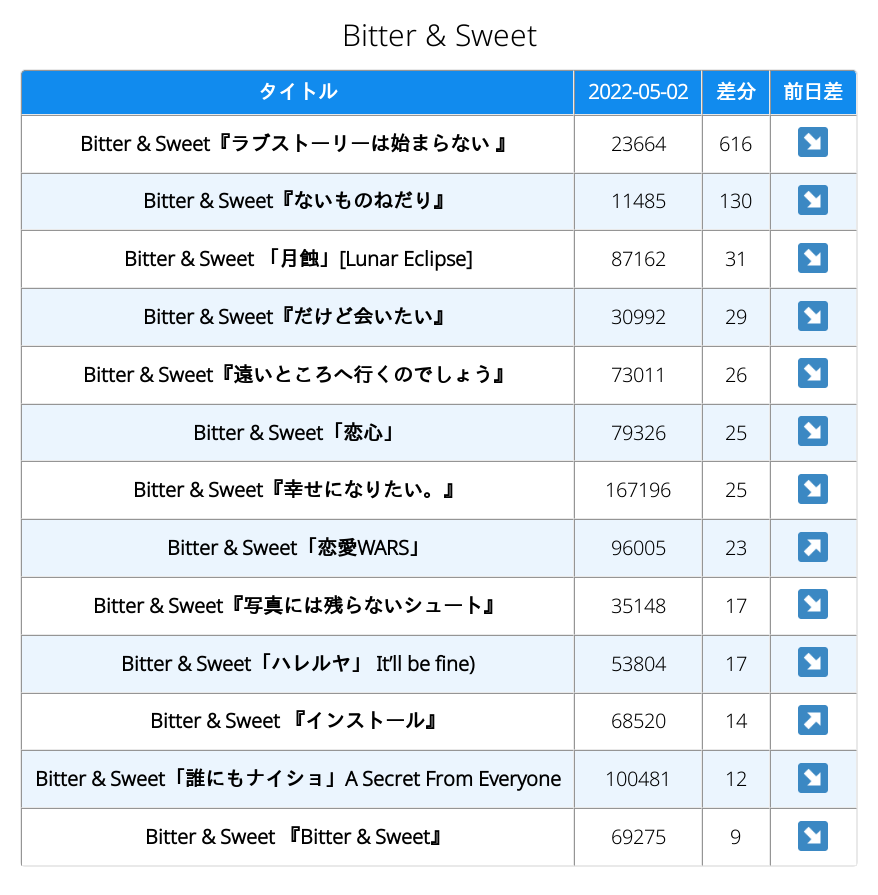 Bitter & Sweet
タイトル 2022-05-02 差分 前日差
Bitter & Sweet『ラブストーリーは始まらない 』 23664 616 ↘
Bitter & Sweet『ないものねだり』 11485 130 ↘
Bitter & Sweet 「月蝕」[Lunar Eclipse] 87162 31 ↘
Bitter & Sweet『だけど会いたい』 30992 29 ↘
Bitter & Sweet『遠いところへ行くのでしょう』 73011 26 ↘
Bitter & Sweet「恋心」 79326 25 ↘
Bitter & Sweet『幸せになりたい。』 167196 25 ↘
Bitter & Sweet「恋愛WARS」 96005 23 ↗
Bitter & Sweet『写真には残らないシュート』 35148 17 ↘
Bitter & Sweet「ハレルヤ」 It'll be fine) 53804 17 ↘
Bitter & Sweet 『インストール』 68520 14 ↗
Bitter & Sweet「誰にもナイショ」A Secret From Everyone 100481 12 ↘
Bitter & Sweet 『Bitter & Sweet』 69275 9 ↘